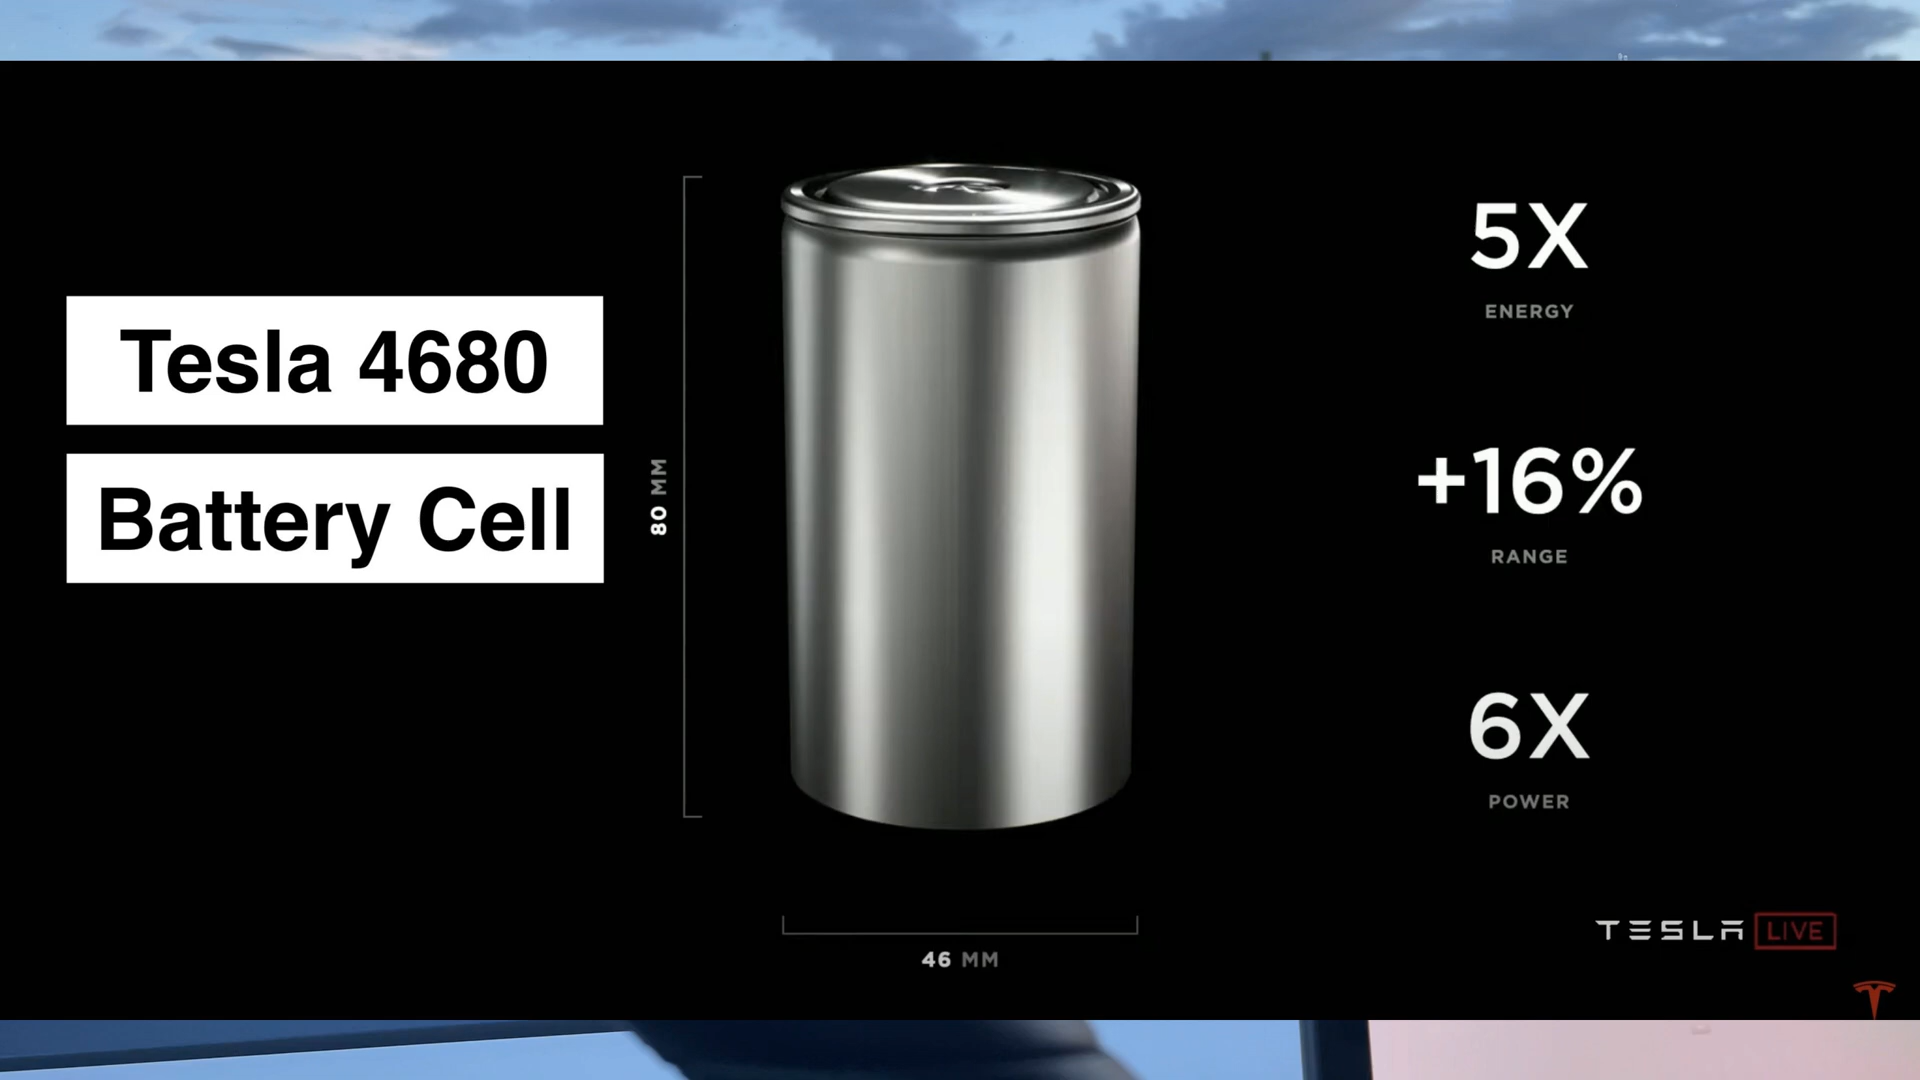 Tesla 4680
Battery Cell
80 MM
46 MM
5X
ENERGY
+16%
RANGE
6X
POWER
TESLA LIVE